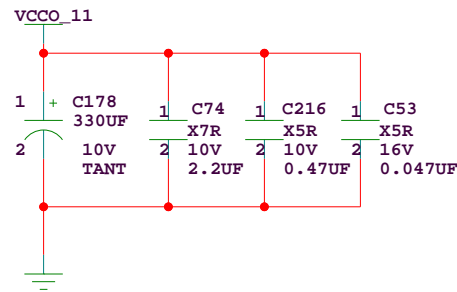 VCCO_11
1 + C178
330UF
2 10V
TANT
1 C74
X7R
2 10V
2.2UF
1 C216
X5R
2 10V
0.47UF
1 C53
X5R
2 16V
0.047UF